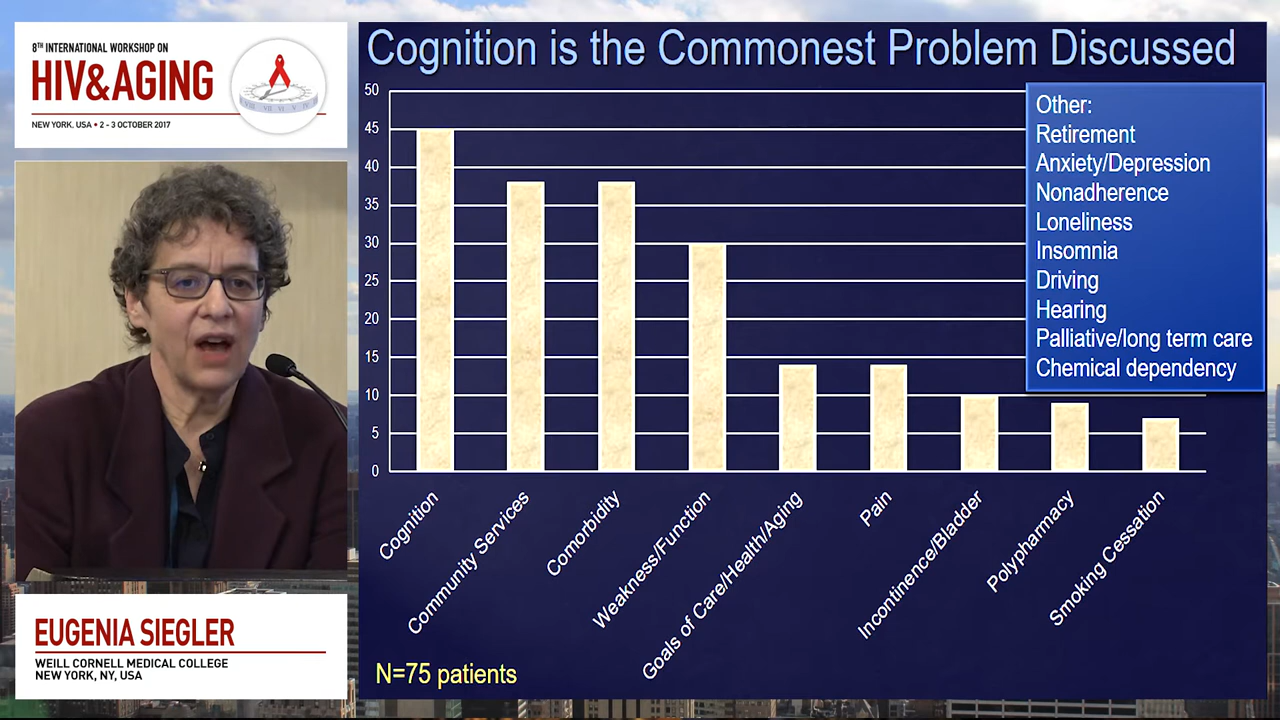 8TH INTERNATIONAL WORKSHOP ON
HIV&AGING
NEW YORK, USA • 2 - 3 OCTOBER 2017
EUGENIA SIEGLER
WEILL CORNELL MEDICAL COLLEGE
NEW YORK, NY, USA
Cognition is the Commonest Problem Discussed
50
45
40
35
30
25
20
15
10
5
0
Cognition
Community Services
Comorbidity
Weakness/Function
Goals of Care/Health/Aging
Pain
Incontinence/Bladder
Polypharmacy
Smoking Cessation
Other:
Retirement
Anxiety/Depression
Nonadherence
Loneliness
Insomnia
Driving
Hearing
Palliative/long term care
Chemical dependency
N=75 patients